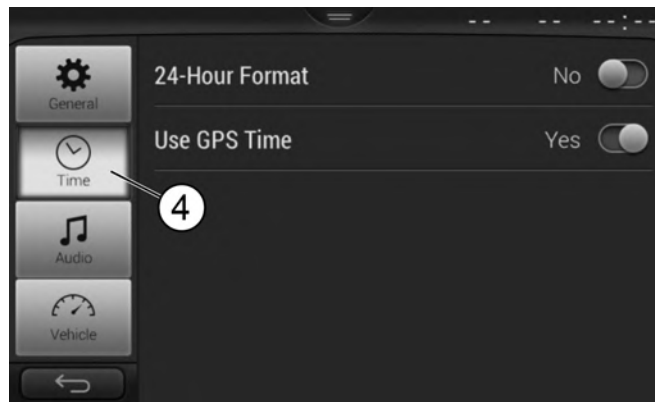 -- -- --:--
General
24-Hour Format No
Time
Use GPS Time Yes
4
Audio
Vehicle